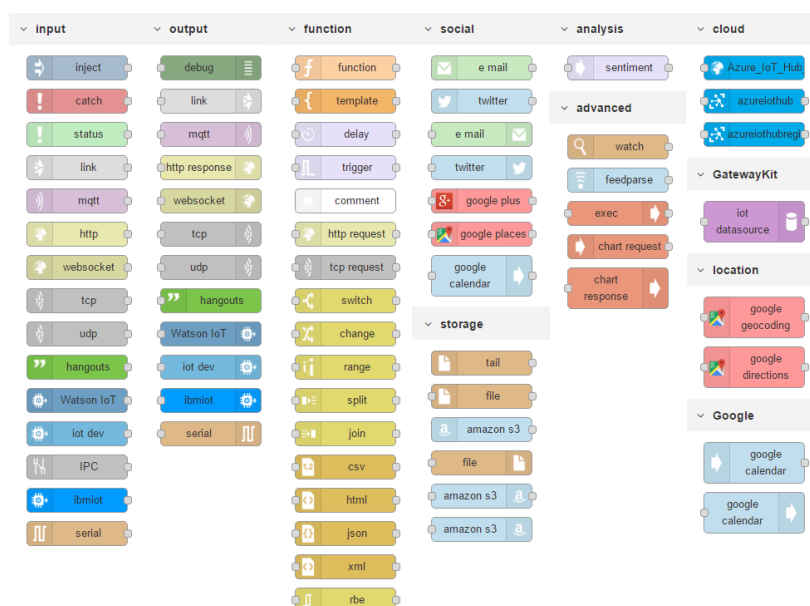 input
inject
catch
status
link
mqtt
http
websocket
tcp
udp
hangouts
Watson IoT
iot dev
IPC
ibmiot
serial
output
debug
link
mqtt
http response
websocket
tcp
udp
hangouts
Watson IoT
iot dev
ibmiot
serial
function
function
template
delay
trigger
comment
http request
tcp request
switch
change
range
split
join
csv
html
json
xml
rbe
social
e mail
twitter
e mail
twitter
google plus
google places
google
calendar
storage
tail
file
amazon s3
file
amazon s3
amazon s3
analysis
sentiment
advanced
watch
feedparse
exec
chart request
chart
response
cloud
Azure_IoT_Hub
azureiothub
azureiothubregi
GatewayKit
iot
datasource
location
google
geocoding
google
directions
Google
google
calendar
google
calendar